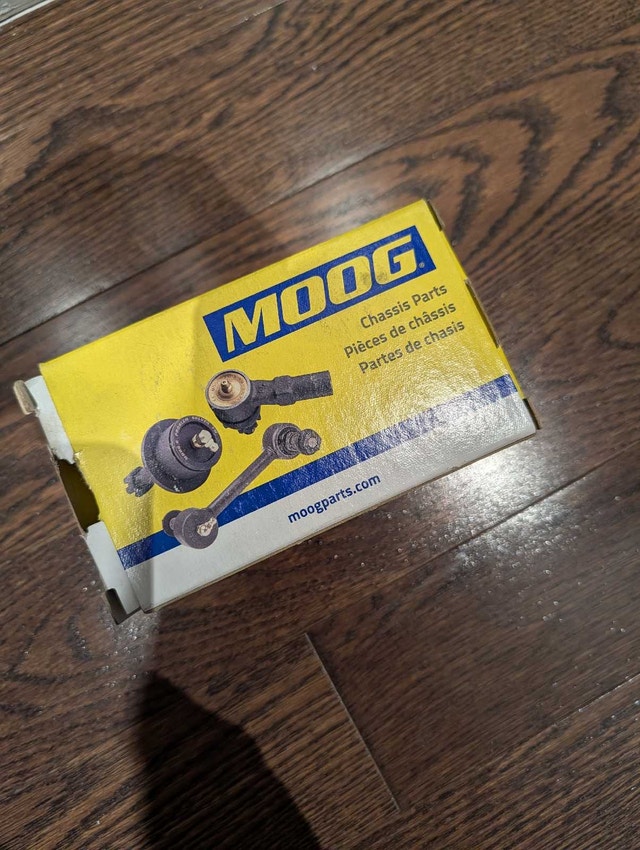 MOOG®
Chassis Parts
Pièces de châssis
Partes de chasis
moogparts.com